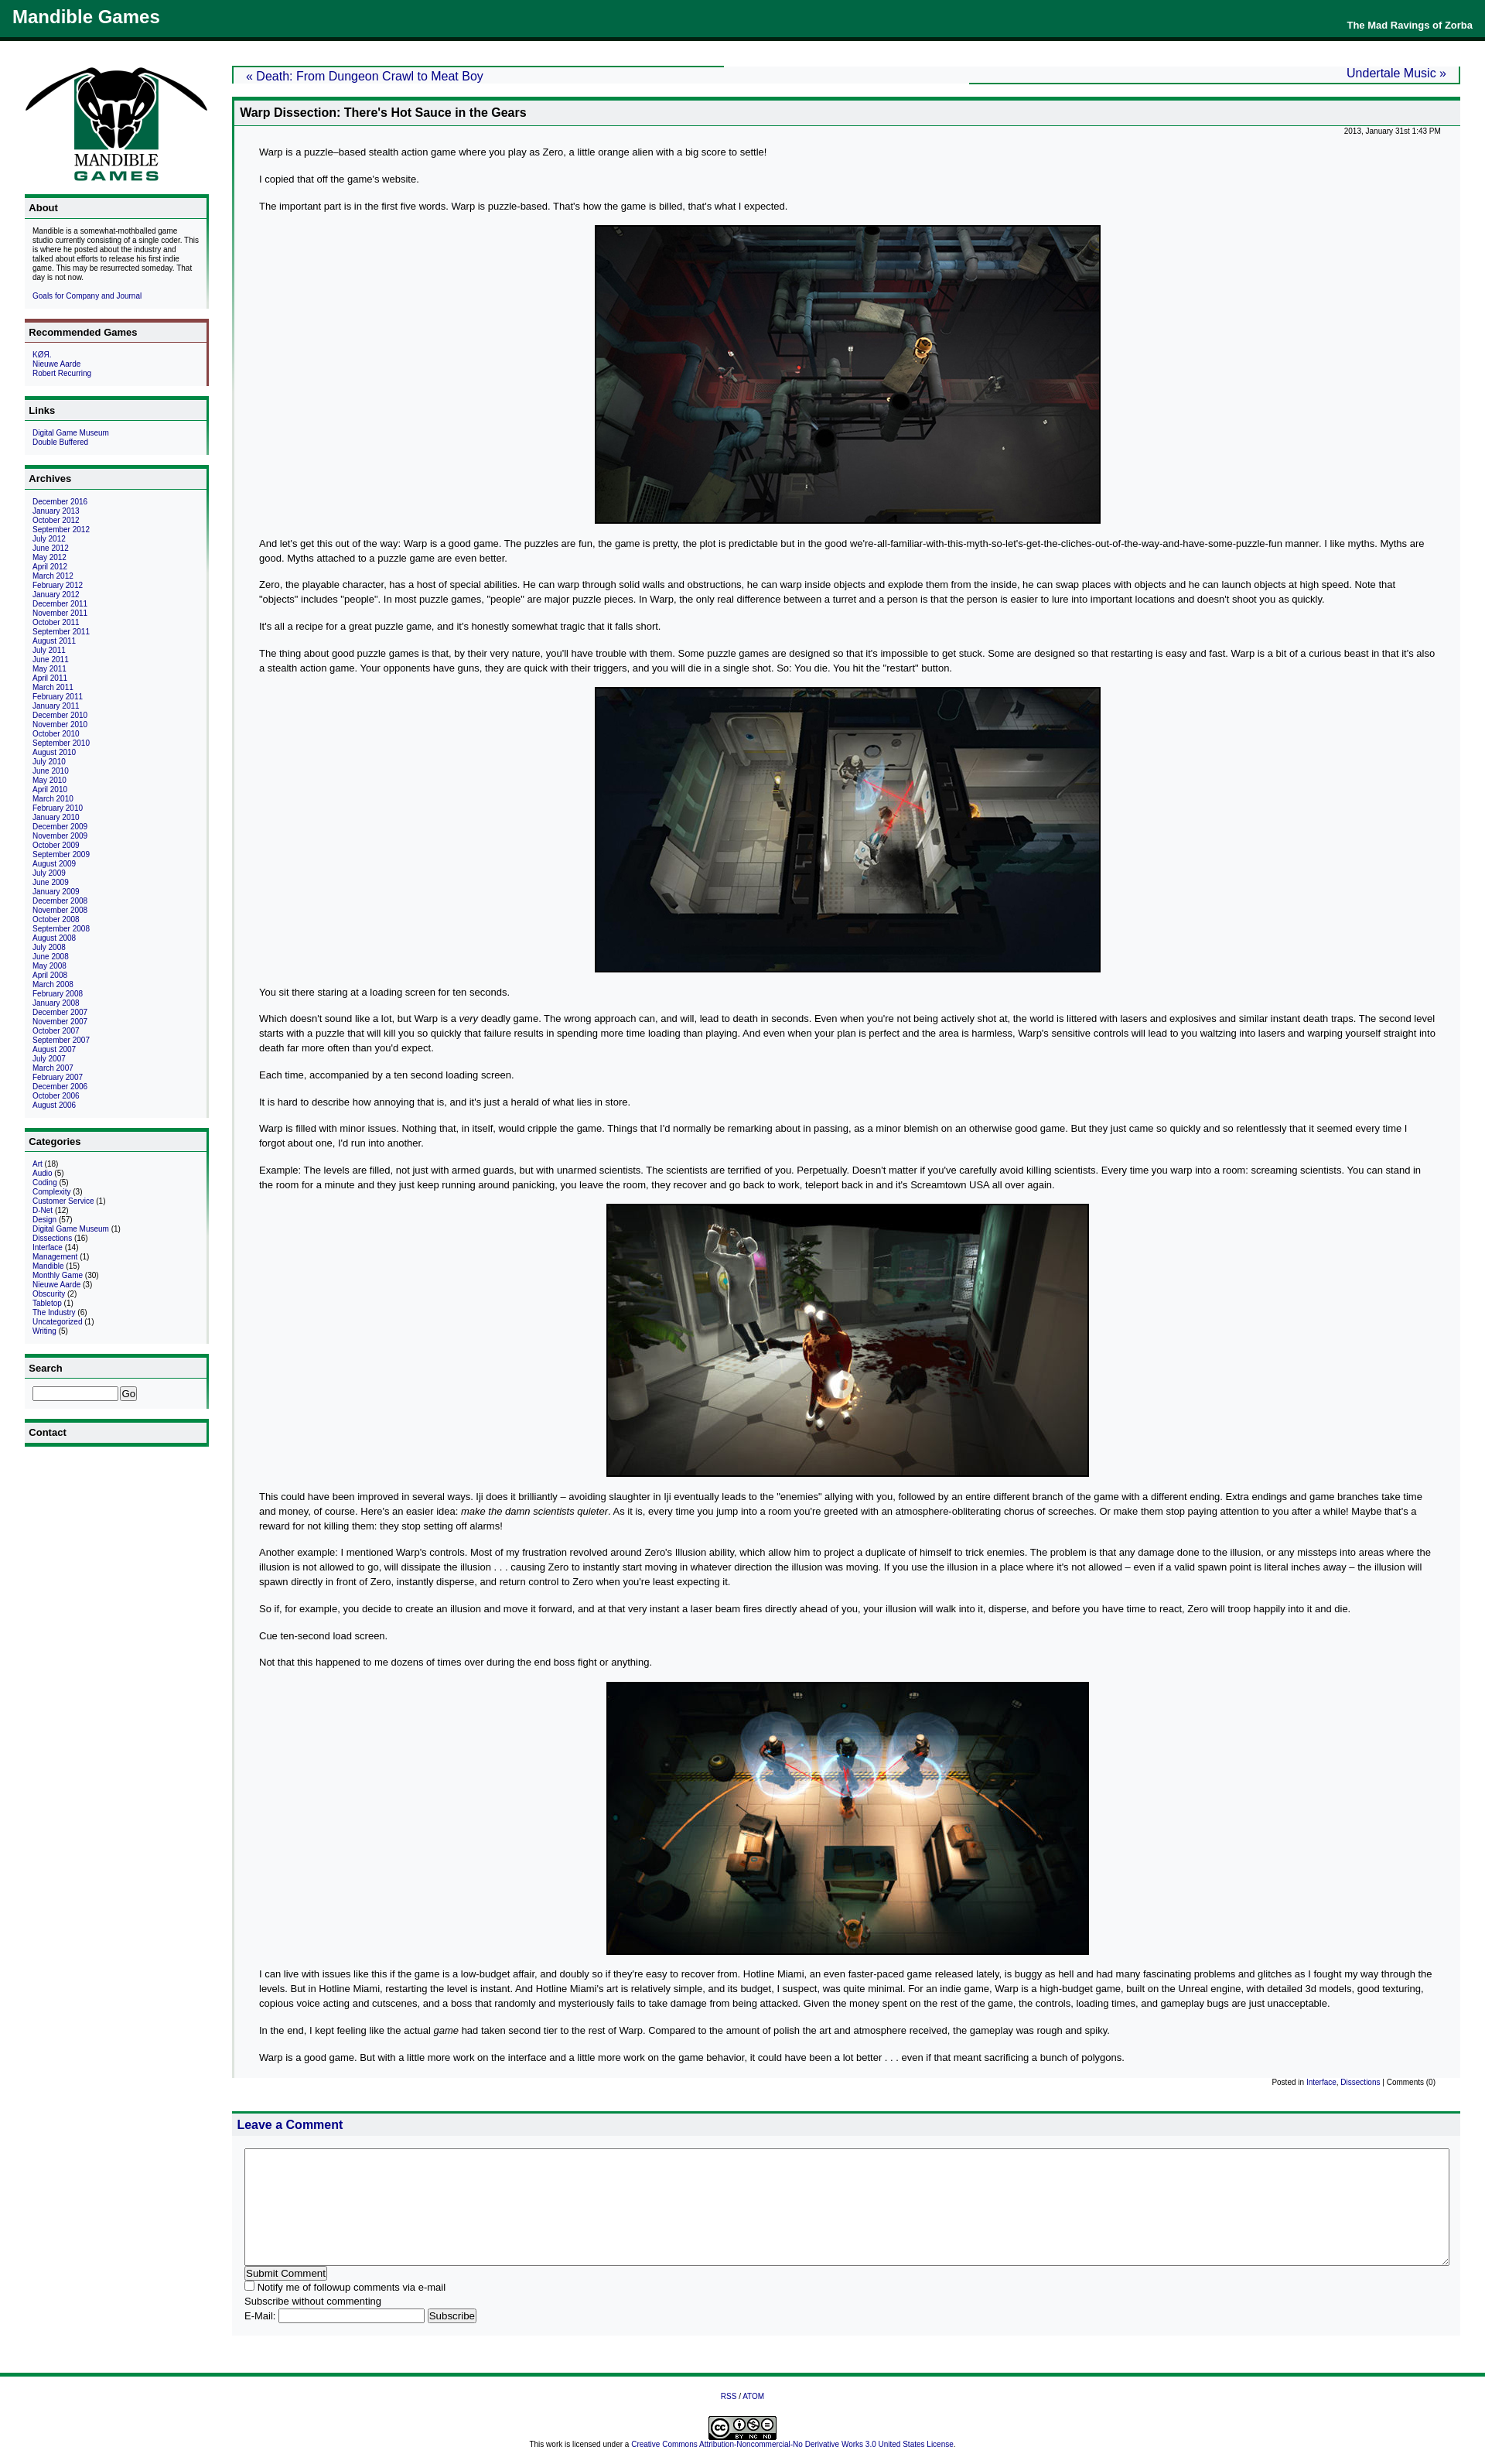 Mandible Games
The Mad Ravings of Zorba
MANDIBLE
GAMES
About
Mandible is a somewhat-mothballed game
studio currently consisting of a single coder. This
is where he posted about the industry and
talked about efforts to release his first indie
game. This may be resurrected someday. That
day is not now.
Goals for Company and Journal
Recommended Games
KØЯ.
Nieuwe Aarde
Robert Recurring
Links
Digital Game Museum
Double Buffered
Archives
December 2016
January 2013
October 2012
September 2012
July 2012
June 2012
May 2012
April 2012
March 2012
February 2012
January 2012
December 2011
November 2011
October 2011
September 2011
August 2011
July 2011
June 2011
May 2011
April 2011
March 2011
February 2011
January 2011
December 2010
November 2010
October 2010
September 2010
August 2010
July 2010
June 2010
May 2010
April 2010
March 2010
February 2010
January 2010
December 2009
November 2009
October 2009
September 2009
August 2009
July 2009
June 2009
January 2009
December 2008
November 2008
October 2008
September 2008
August 2008
July 2008
June 2008
May 2008
April 2008
March 2008
February 2008
January 2008
December 2007
November 2007
October 2007
September 2007
August 2007
July 2007
March 2007
February 2007
December 2006
October 2006
August 2006
Categories
Art (18)
Audio (5)
Coding (5)
Complexity (3)
Customer Service (1)
D-Net (12)
Design (57)
Digital Game Museum (1)
Dissections (16)
Interface (14)
Management (1)
Mandible (15)
Monthly Game (30)
Nieuwe Aarde (3)
Obscurity (2)
Tabletop (1)
The Industry (6)
Uncategorized (1)
Writing (5)
Search
Go
Contact
« Death: From Dungeon Crawl to Meat Boy
Undertale Music »
Warp Dissection: There's Hot Sauce in the Gears
2013, January 31st 1:43 PM
Warp is a puzzle–based stealth action game where you play as Zero, a little orange alien with a big score to settle!
I copied that off the game's website.
The important part is in the first five words. Warp is puzzle-based. That's how the game is billed, that's what I expected.
And let's get this out of the way: Warp is a good game. The puzzles are fun, the game is pretty, the plot is predictable but in the good we're-all-familiar-with-this-myth-so-let's-get-the-cliches-out-of-the-way-and-have-some-puzzle-fun manner. I like myths. Myths are
good. Myths attached to a puzzle game are even better.
Zero, the playable character, has a host of special abilities. He can warp through solid walls and obstructions, he can warp inside objects and explode them from the inside, he can swap places with objects and he can launch objects at high speed. Note that
"objects" includes "people". In most puzzle games, "people" are major puzzle pieces. In Warp, the only real difference between a turret and a person is that the person is easier to lure into important locations and doesn't shoot you as quickly.
It's all a recipe for a great puzzle game, and it's honestly somewhat tragic that it falls short.
The thing about good puzzle games is that, by their very nature, you'll have trouble with them. Some puzzle games are designed so that it's impossible to get stuck. Some are designed so that restarting is easy and fast. Warp is a bit of a curious beast in that it's also
a stealth action game. Your opponents have guns, they are quick with their triggers, and you will die in a single shot. So: You die. You hit the "restart" button.
You sit there staring at a loading screen for ten seconds.
Which doesn't sound like a lot, but Warp is a very deadly game. The wrong approach can, and will, lead to death in seconds. Even when you're not being actively shot at, the world is littered with lasers and explosives and similar instant death traps. The second level
starts with a puzzle that will kill you so quickly that failure results in spending more time loading than playing. And even when your plan is perfect and the area is harmless, Warp's sensitive controls will lead to you waltzing into lasers and warping yourself straight into
death far more often than you'd expect.
Each time, accompanied by a ten second loading screen.
It is hard to describe how annoying that is, and it's just a herald of what lies in store.
Warp is filled with minor issues. Nothing that, in itself, would cripple the game. Things that I'd normally be remarking about in passing, as a minor blemish on an otherwise good game. But they just came so quickly and so relentlessly that it seemed every time I
forgot about one, I'd run into another.
Example: The levels are filled, not just with armed guards, but with unarmed scientists. The scientists are terrified of you. Perpetually. Doesn't matter if you've carefully avoid killing scientists. Every time you warp into a room: screaming scientists. You can stand in
the room for a minute and they just keep running around panicking, you leave the room, they recover and go back to work, teleport back in and it's Screamtown USA all over again.
This could have been improved in several ways. Iji does it brilliantly – avoiding slaughter in Iji eventually leads to the "enemies" allying with you, followed by an entire different branch of the game with a different ending. Extra endings and game branches take time
and money, of course. Here's an easier idea: make the damn scientists quieter. As it is, every time you jump into a room you're greeted with an atmosphere-obliterating chorus of screeches. Or make them stop paying attention to you after a while! Maybe that's a
reward for not killing them: they stop setting off alarms!
Another example: I mentioned Warp's controls. Most of my frustration revolved around Zero's Illusion ability, which allow him to project a duplicate of himself to trick enemies. The problem is that any damage done to the illusion, or any missteps into areas where the
illusion is not allowed to go, will dissipate the illusion . . . causing Zero to instantly start moving in whatever direction the illusion was moving. If you use the illusion in a place where it's not allowed – even if a valid spawn point is literal inches away – the illusion will
spawn directly in front of Zero, instantly disperse, and return control to Zero when you're least expecting it.
So if, for example, you decide to create an illusion and move it forward, and at that very instant a laser beam fires directly ahead of you, your illusion will walk into it, disperse, and before you have time to react, Zero will troop happily into it and die.
Cue ten-second load screen.
Not that this happened to me dozens of times over during the end boss fight or anything.
I can live with issues like this if the game is a low-budget affair, and doubly so if they're easy to recover from. Hotline Miami, an even faster-paced game released lately, is buggy as hell and had many fascinating problems and glitches as I fought my way through the
levels. But in Hotline Miami, restarting the level is instant. And Hotline Miami's art is relatively simple, and its budget, I suspect, was quite minimal. For an indie game, Warp is a high-budget game, built on the Unreal engine, with detailed 3d models, good texturing,
copious voice acting and cutscenes, and a boss that randomly and mysteriously fails to take damage from being attacked. Given the money spent on the rest of the game, the controls, loading times, and gameplay bugs are just unacceptable.
In the end, I kept feeling like the actual game had taken second tier to the rest of Warp. Compared to the amount of polish the art and atmosphere received, the gameplay was rough and spiky.
Warp is a good game. But with a little more work on the interface and a little more work on the game behavior, it could have been a lot better . . . even if that meant sacrificing a bunch of polygons.
Posted in Interface, Dissections | Comments (0)
Leave a Comment
Submit Comment
Notify me of followup comments via e-mail
Subscribe without commenting
E-Mail:
Subscribe
RSS / ATOM
cc
BY NC ND
This work is licensed under a Creative Commons Attribution-Noncommercial-No Derivative Works 3.0 United States License.